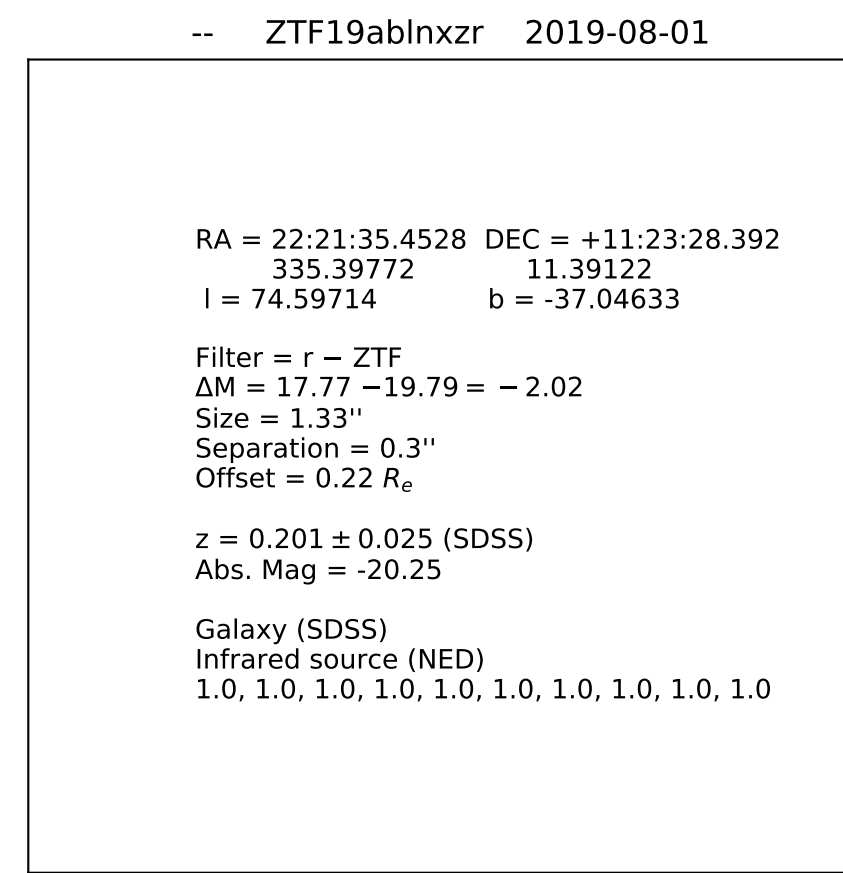 -- ZTF19ablnxzr 2019-08-01
RA = 22:21:35.4528 DEC = +11:23:28.392
335.39772 11.39122
l = 74.59714 b = -37.04633
Filter = r − ZTF
ΔM = 17.77 −19.79 = −2.02
Size = 1.33''
Separation = 0.3''
Offset = 0.22 Re
z = 0.201 ± 0.025 (SDSS)
Abs. Mag = -20.25
Galaxy (SDSS)
Infrared source (NED)
1.0, 1.0, 1.0, 1.0, 1.0, 1.0, 1.0, 1.0, 1.0, 1.0